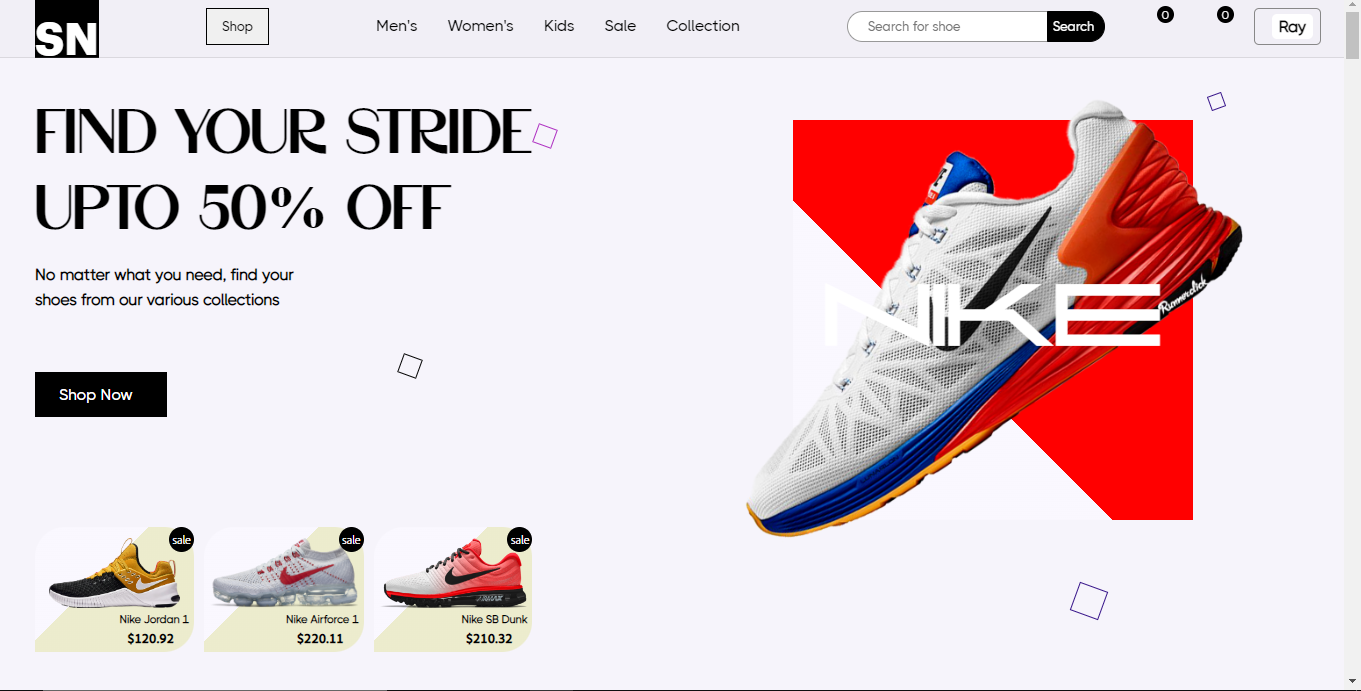 SN
Shop
Men's
Women's
Kids
Sale
Collection
Search for shoe
Search
0
0
Ray
FIND YOUR STRIDE
UPTO 50% OFF
No matter what you need, find your
shoes from our various collections
Shop Now
NIKE
Runnerclick
sale
Nike Jordan 1
$120.92
sale
Nike Airforce 1
$220.11
sale
AIRMAX
Nike SB Dunk
$210.32